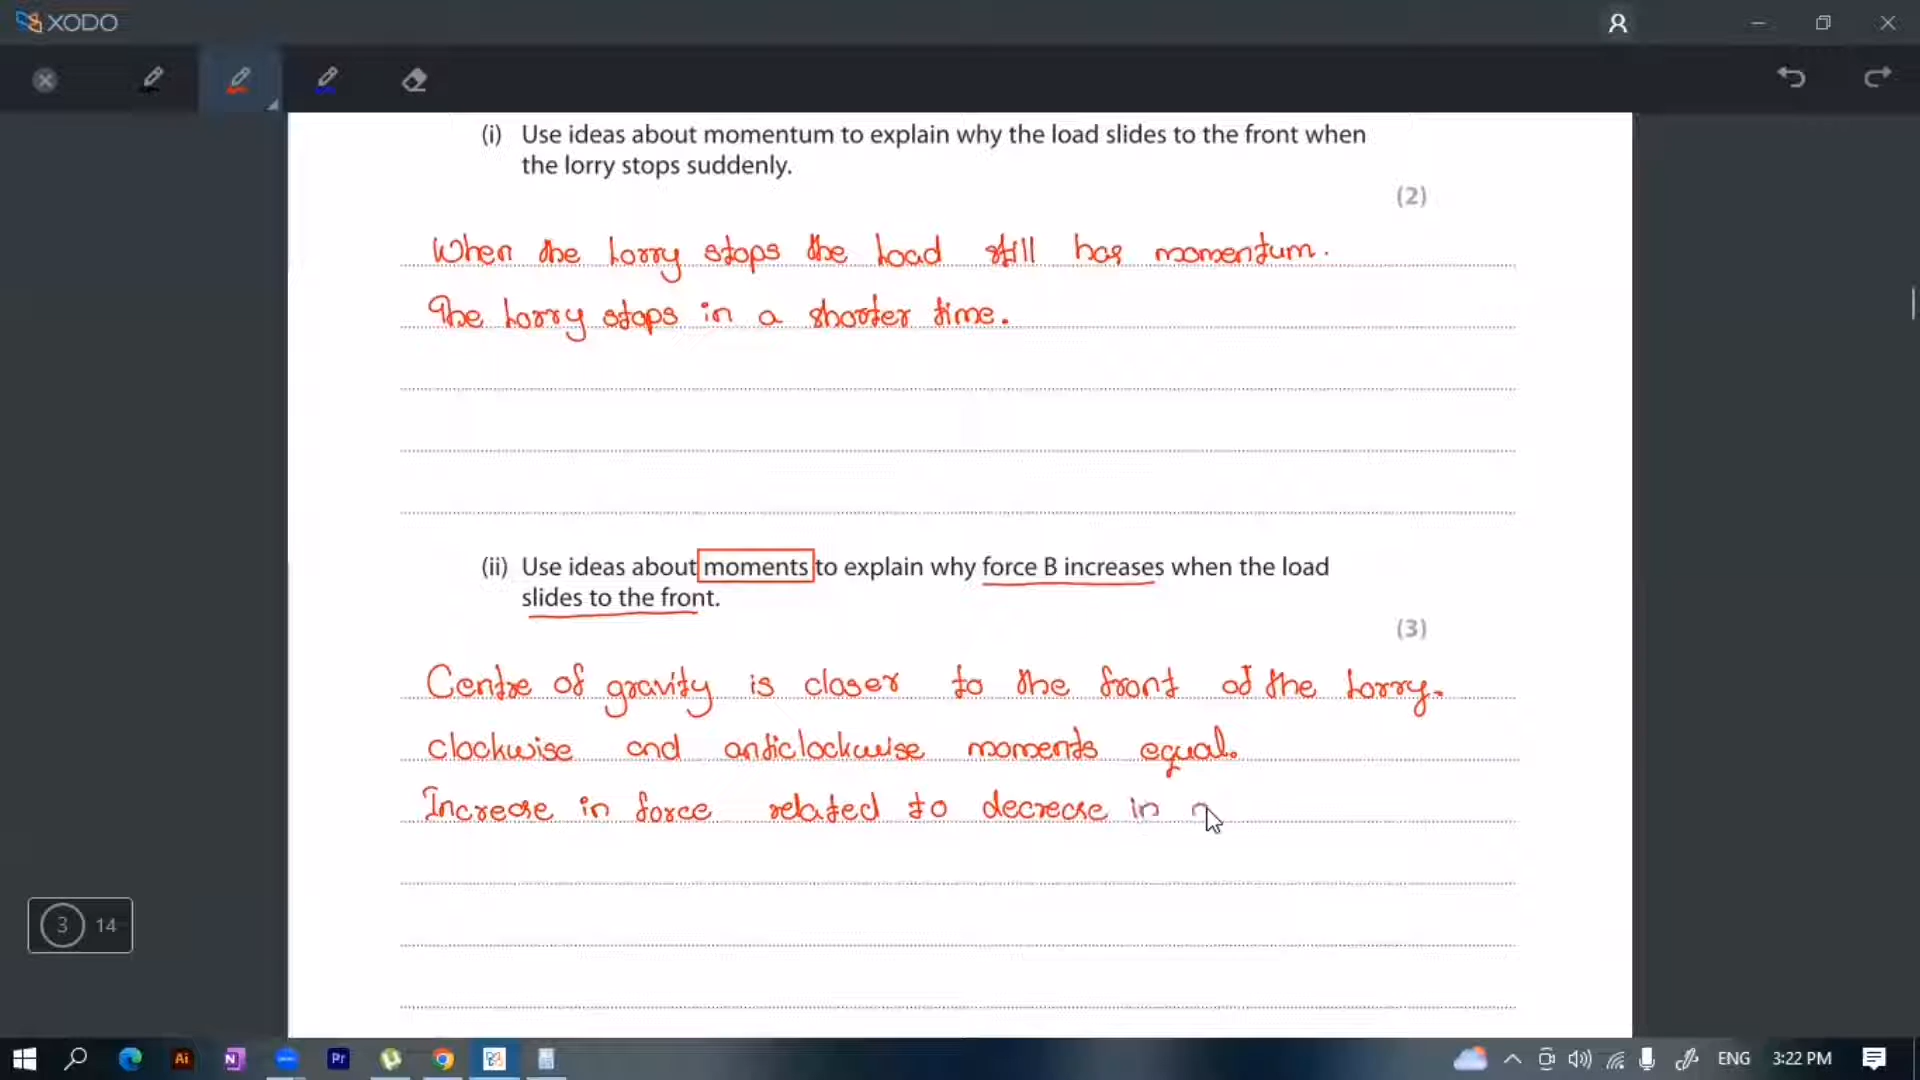 XODO
(i) Use ideas about momentum to explain why the load slides to the front when
the lorry stops suddenly.
(2)
When the lorry stops the load still has momentum.
The lorry stops in a shorter time.
(ii) Use ideas about moments to explain why force B increases when the load
slides to the front.
(3)
Centre of gravity is closer to the front of the lorry.
clockwise and anticlockwise moments equal.
Increase in force related to decrease in
3 14
Ai
N
Pr
ENG
3:22 PM